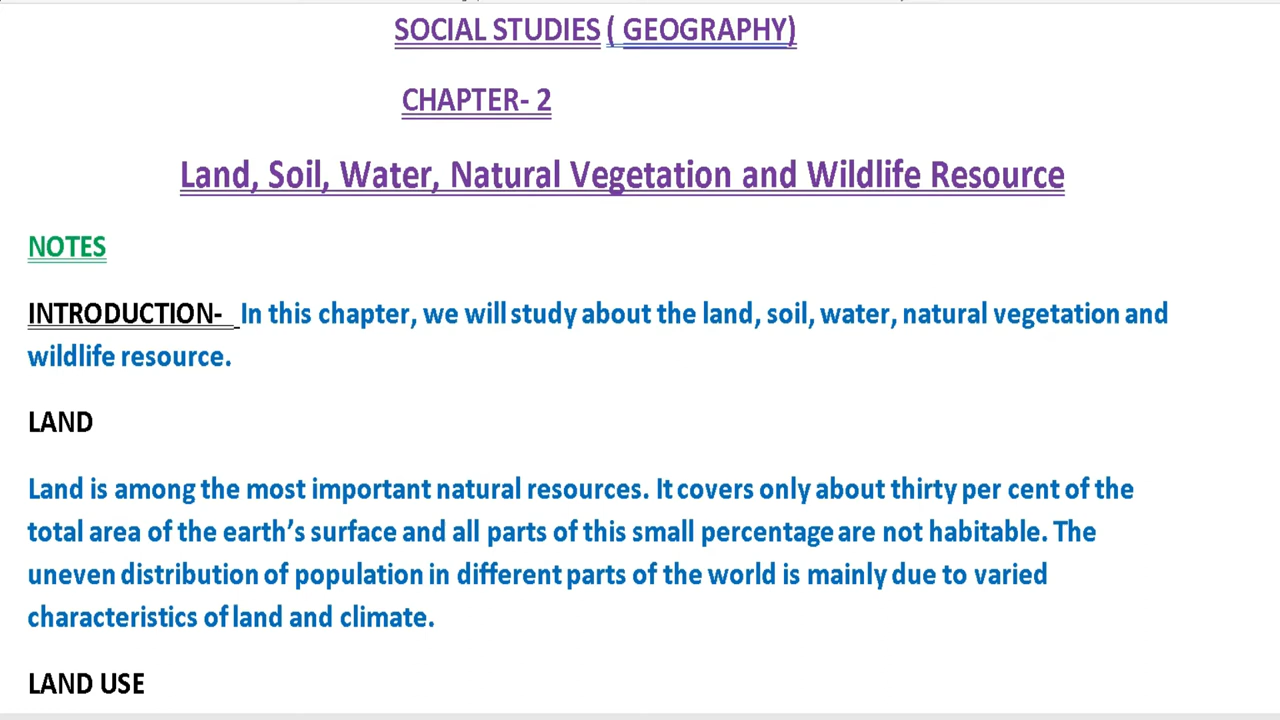 SOCIAL STUDIES ( GEOGRAPHY)
CHAPTER- 2
Land, Soil, Water, Natural Vegetation and Wildlife Resource
NOTES
INTRODUCTION- In this chapter, we will study about the land, soil, water, natural vegetation and
wildlife resource.
LAND
Land is among the most important natural resources. It covers only about thirty per cent of the
total area of the earth’s surface and all parts of this small percentage are not habitable. The
uneven distribution of population in different parts of the world is mainly due to varied
characteristics of land and climate.
LAND USE